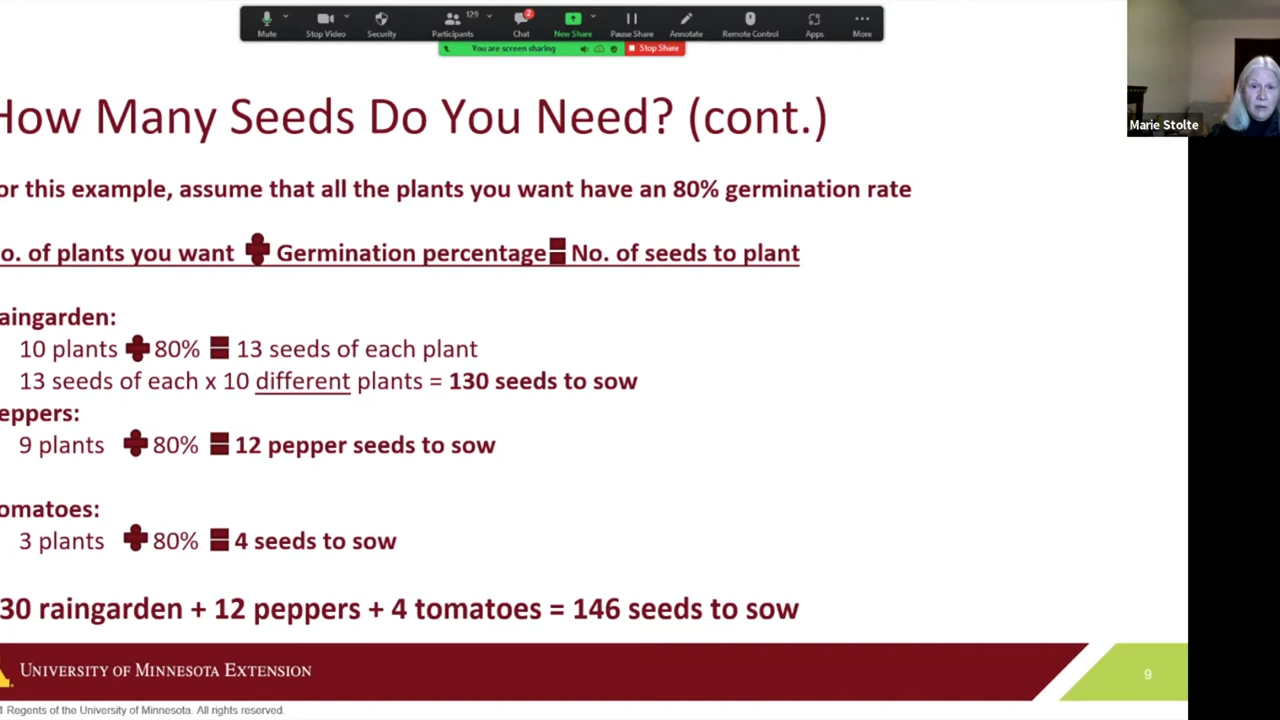 129
2
Mute
Stop Video
Security
Participants
Chat
New Share
Pause Share
Annotate
Remote Control
Apps
More
You are screen sharing
Stop Share
Marie Stolte
How Many Seeds Do You Need? (cont.)
or this example, assume that all the plants you want have an 80% germination rate
o. of plants you want ÷ Germination percentage = No. of seeds to plant
aingarden:
10 plants ÷ 80% = 13 seeds of each plant
13 seeds of each x 10 different plants = 130 seeds to sow
eppers:
9 plants ÷ 80% = 12 pepper seeds to sow
omatoes:
3 plants ÷ 80% = 4 seeds to sow
30 raingarden + 12 peppers + 4 tomatoes = 146 seeds to sow
University of Minnesota Extension
9
1 Regents of the University of Minnesota. All rights reserved.